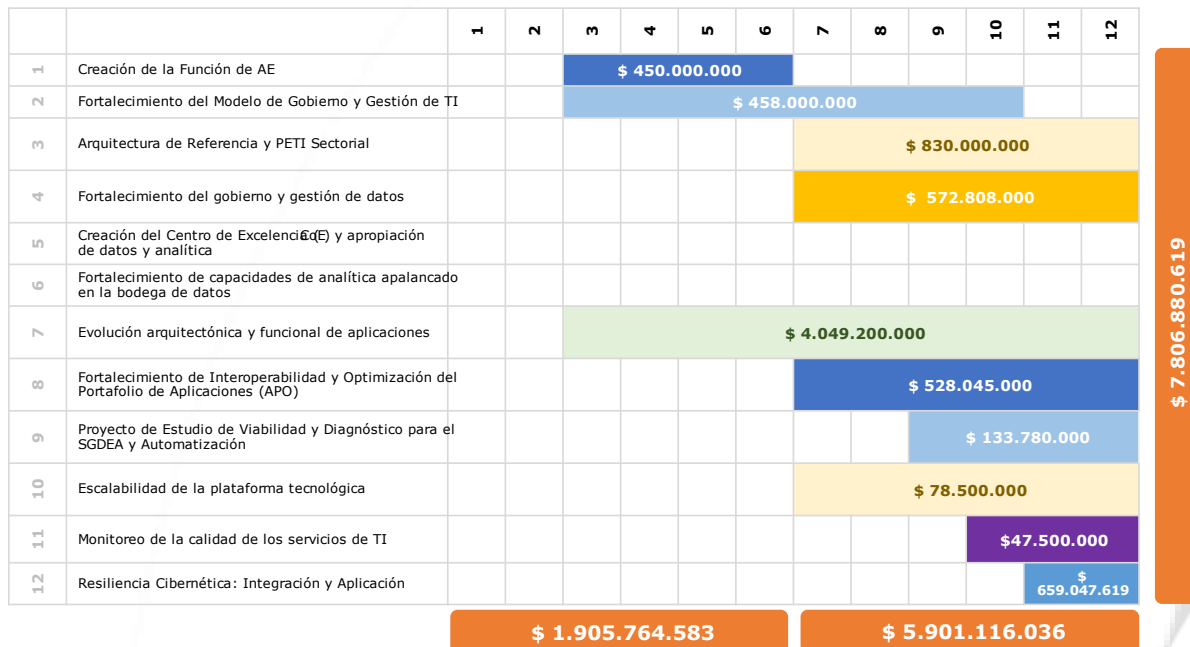 1 2 3 4 5 6 7 8 9 10 11 12
1 Creación de la Función de AE $ 450.000.000
2 Fortalecimiento del Modelo de Gobierno y Gestión de TI $ 458.000.000
3 Arquitectura de Referencia y PETI Sectorial $ 830.000.000
4 Fortalecimiento del gobierno y gestión de datos $ 572.808.000
5 Creación del Centro de Excelencia (CoE) y apropiación
de datos y analítica
6 Fortalecimiento de capacidades de analítica apalancado
en la bodega de datos
7 Evolución arquitectónica y funcional de aplicaciones $ 4.049.200.000
8 Fortalecimiento de Interoperabilidad y Optimización del
Portafolio de Aplicaciones (APO) $ 528.045.000
9 Proyecto de Estudio de Viabilidad y Diagnóstico para el
SGDEA y Automatización $ 133.780.000
10 Escalabilidad de la plataforma tecnológica $ 78.500.000
11 Monitoreo de la calidad de los servicios de TI $47.500.000
12 Resiliencia Cibernética: Integración y Aplicación $
659.047.619
$ 7.806.880.619
$ 1.905.764.583 $ 5.901.116.036